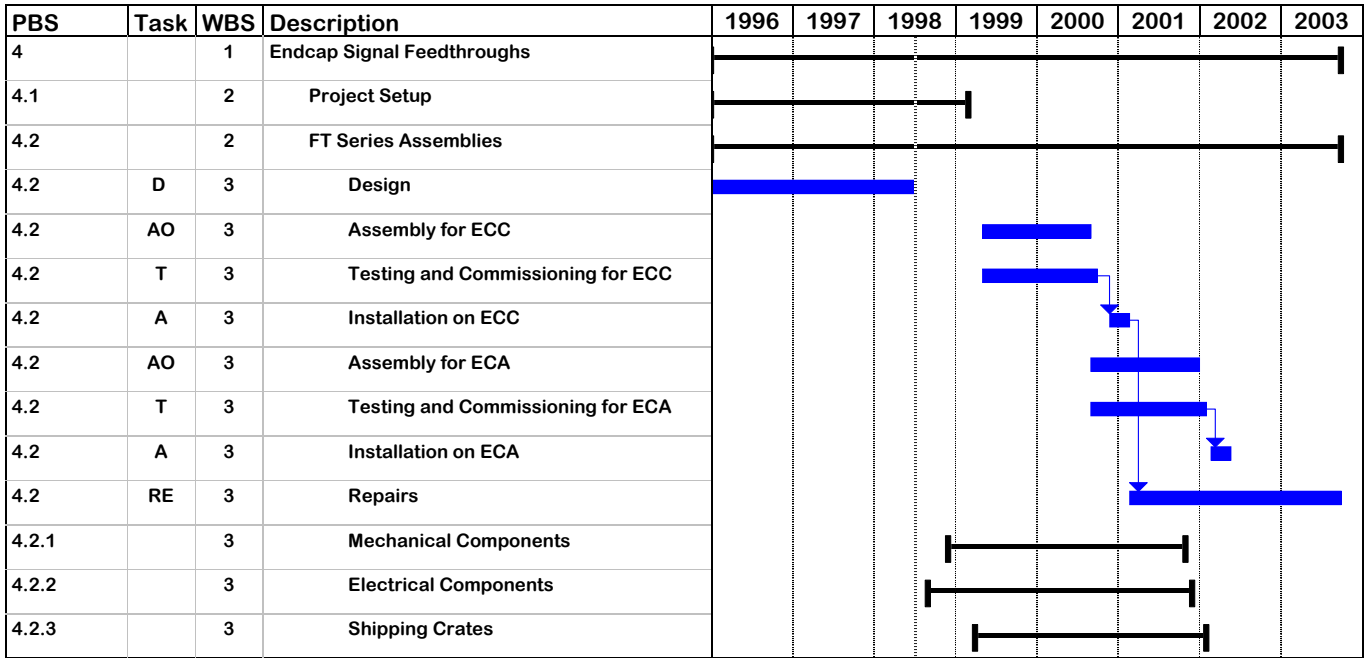 PBS Task WBS Description 1996 1997 1998 1999 2000 2001 2002 2003
4 1 Endcap Signal Feedthroughs
4.1 2 Project Setup
4.2 2 FT Series Assemblies
4.2 D 3 Design
4.2 AO 3 Assembly for ECC
4.2 T 3 Testing and Commissioning for ECC
4.2 A 3 Installation on ECC
4.2 AO 3 Assembly for ECA
4.2 T 3 Testing and Commissioning for ECA
4.2 A 3 Installation on ECA
4.2 RE 3 Repairs
4.2.1 3 Mechanical Components
4.2.2 3 Electrical Components
4.2.3 3 Shipping Crates